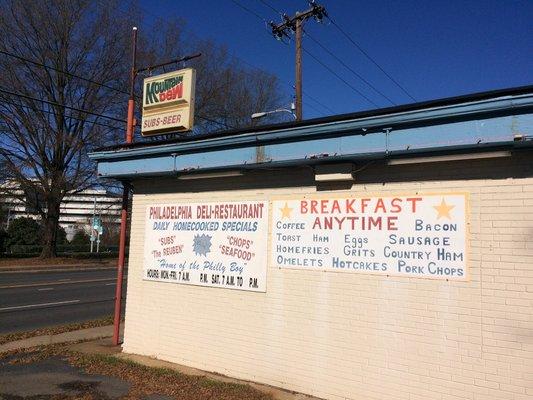 Mountain
Dew
SUBS-BEER
PHILADELPHIA DELI-RESTAURANT
DAILY HOMECOOKED SPECIALS
"SUBS" "CHOPS"
"The REUBEN" "SEAFOOD"
"Home of the Philly Boy"
HOURS: MON.-FRI. 7 A.M. P.M. SAT. 7 A.M. TO P.M.
BREAKFAST
ANYTIME
COFFEE BACON
TOAST HAM EGGS SAUSAGE
HOMEFRIES GRITS COUNTRY HAM
OMELETS HOTCAKES PORK CHOPS